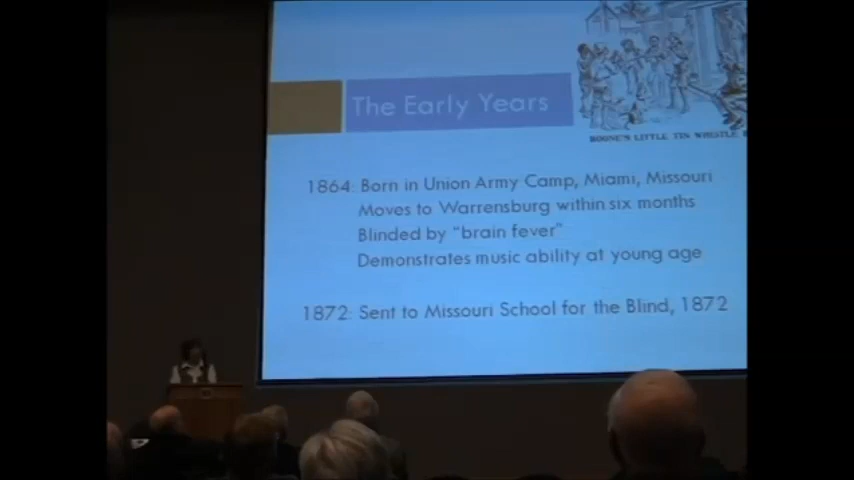 The Early Years
BOONE'S LITTLE TIN WHISTLE
1864: Born in Union Army Camp, Miami, Missouri
Moves to Warrensburg within six months
Blinded by "brain fever"
Demonstrates music ability at young age
1872: Sent to Missouri School for the Blind, 1872